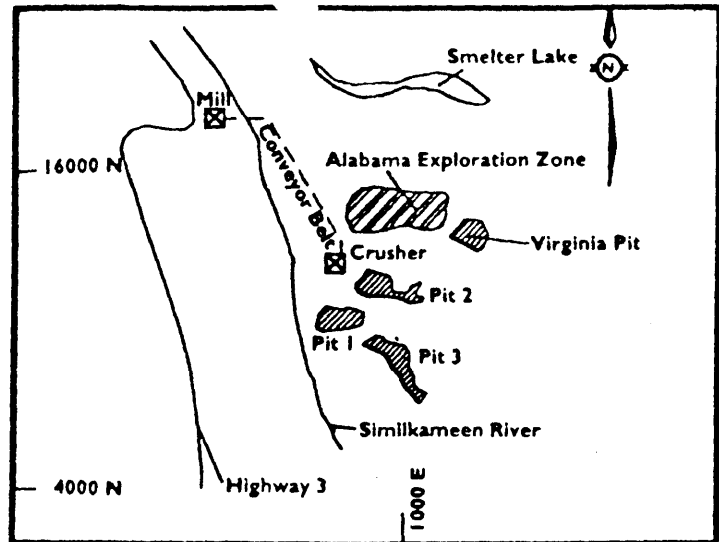 Smelter Lake
N
Mill
16000 N
Conveyor Belt
Alabama Exploration Zone
Virginia Pit
Crusher
Pit 2
Pit 1
Pit 3
Similkameen River
Highway 3
4000 N
1000 E